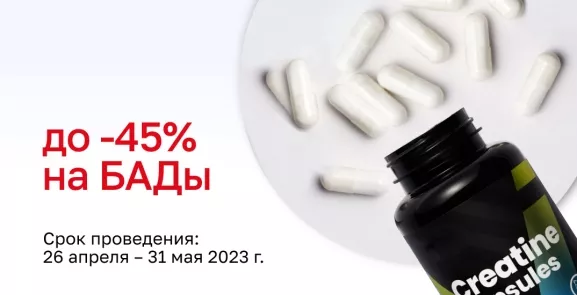 до -45%
на БАДы
Срок проведения:
26 апреля – 31 мая 2023 г.
Creatine